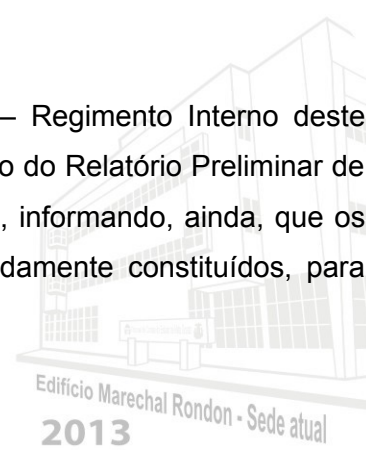 – Regimento Interno deste
o do Relatório Preliminar de
, informando, ainda, que os
damente constituídos, para
Edifício Marechal Rondon - Sede atual
2013